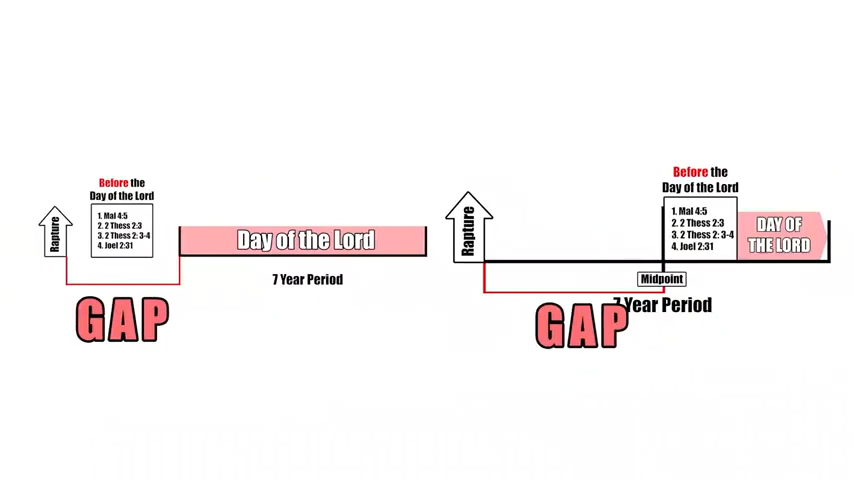 Before the
Day of the Lord
Rapture
1. Mal 4:5
2. 2 Thess 2:3
3. 2 Thess 2: 3-4
4. Joel 2:31
Day of the Lord
7 Year Period
GAP
Before the
Day of the Lord
Rapture
1. Mal 4:5
2. 2 Thess 2:3
3. 2 Thess 2: 3-4
4. Joel 2:31
DAY OF
THE LORD
Midpoint
7 Year Period
GAP